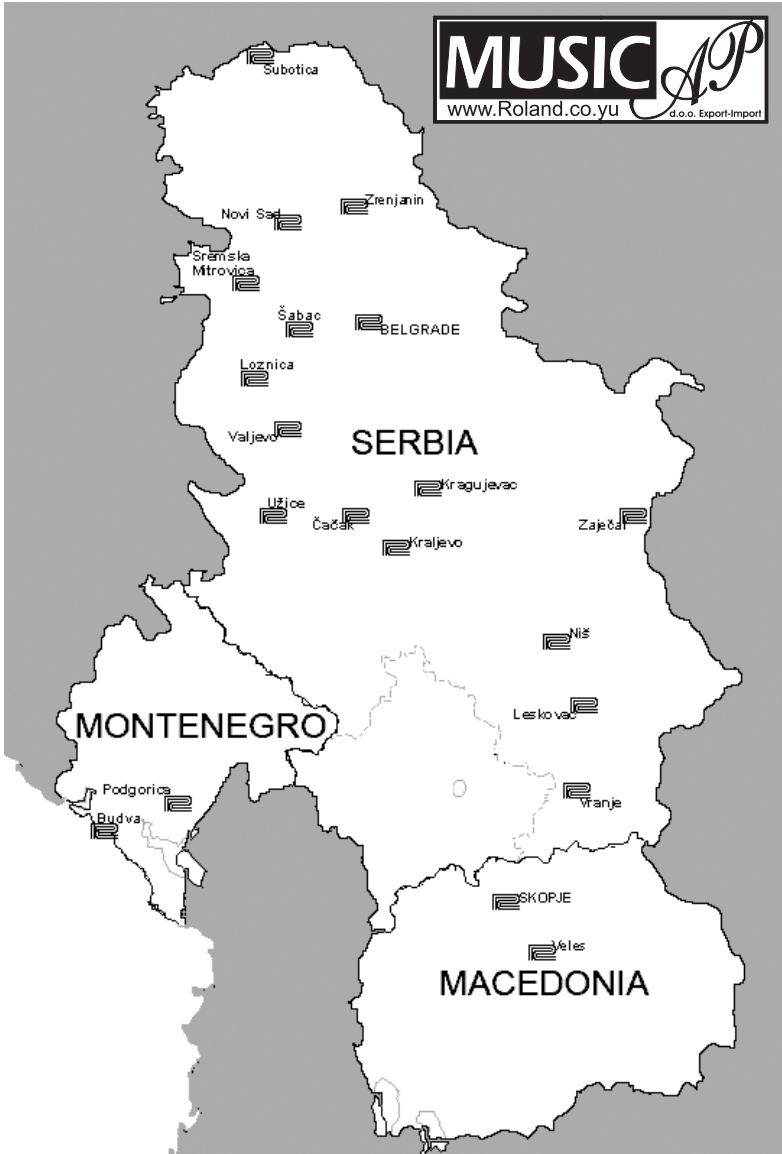 MUSIC AP
www.Roland.co.yu
d.o.o. Export-Import
Subotica
Zrenjanin
Novi Sad
Sremska
Mitrovica
Šabac
BELGRADE
Loznica
Valjevo
SERBIA
Kragujevac
Užice
Čačak
Zaječar
Kraljevo
Niš
Leskovac
MONTENEGRO
Podgorica
Vranje
Budva
SKOPJE
Veles
MACEDONIA